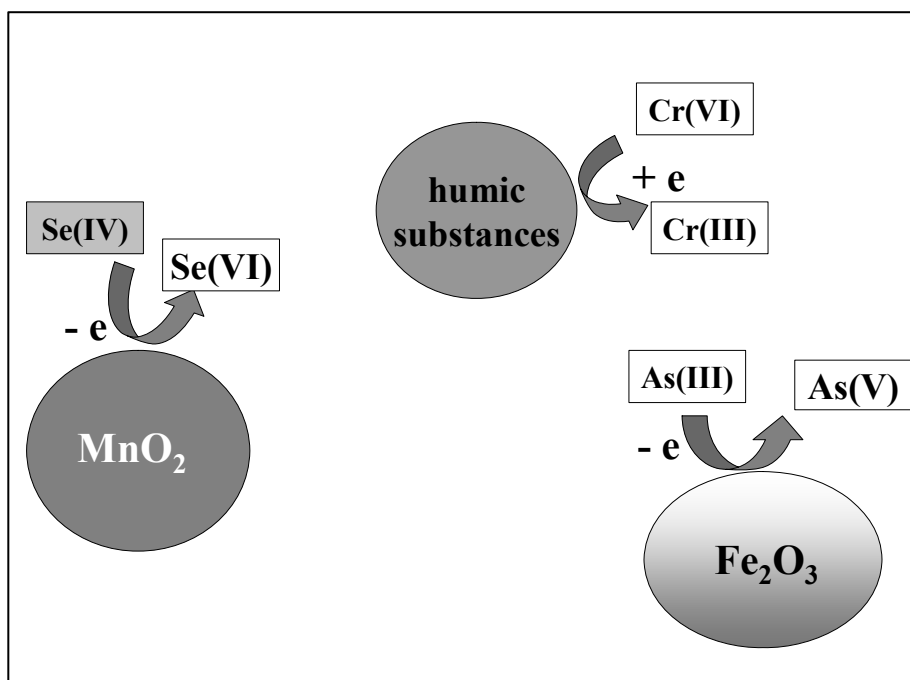 Cr(VI)
humic
substances
+ e
Cr(III)
Se(IV)
Se(VI)
- e
MnO₂
As(III)
As(V)
- e
Fe₂O₃